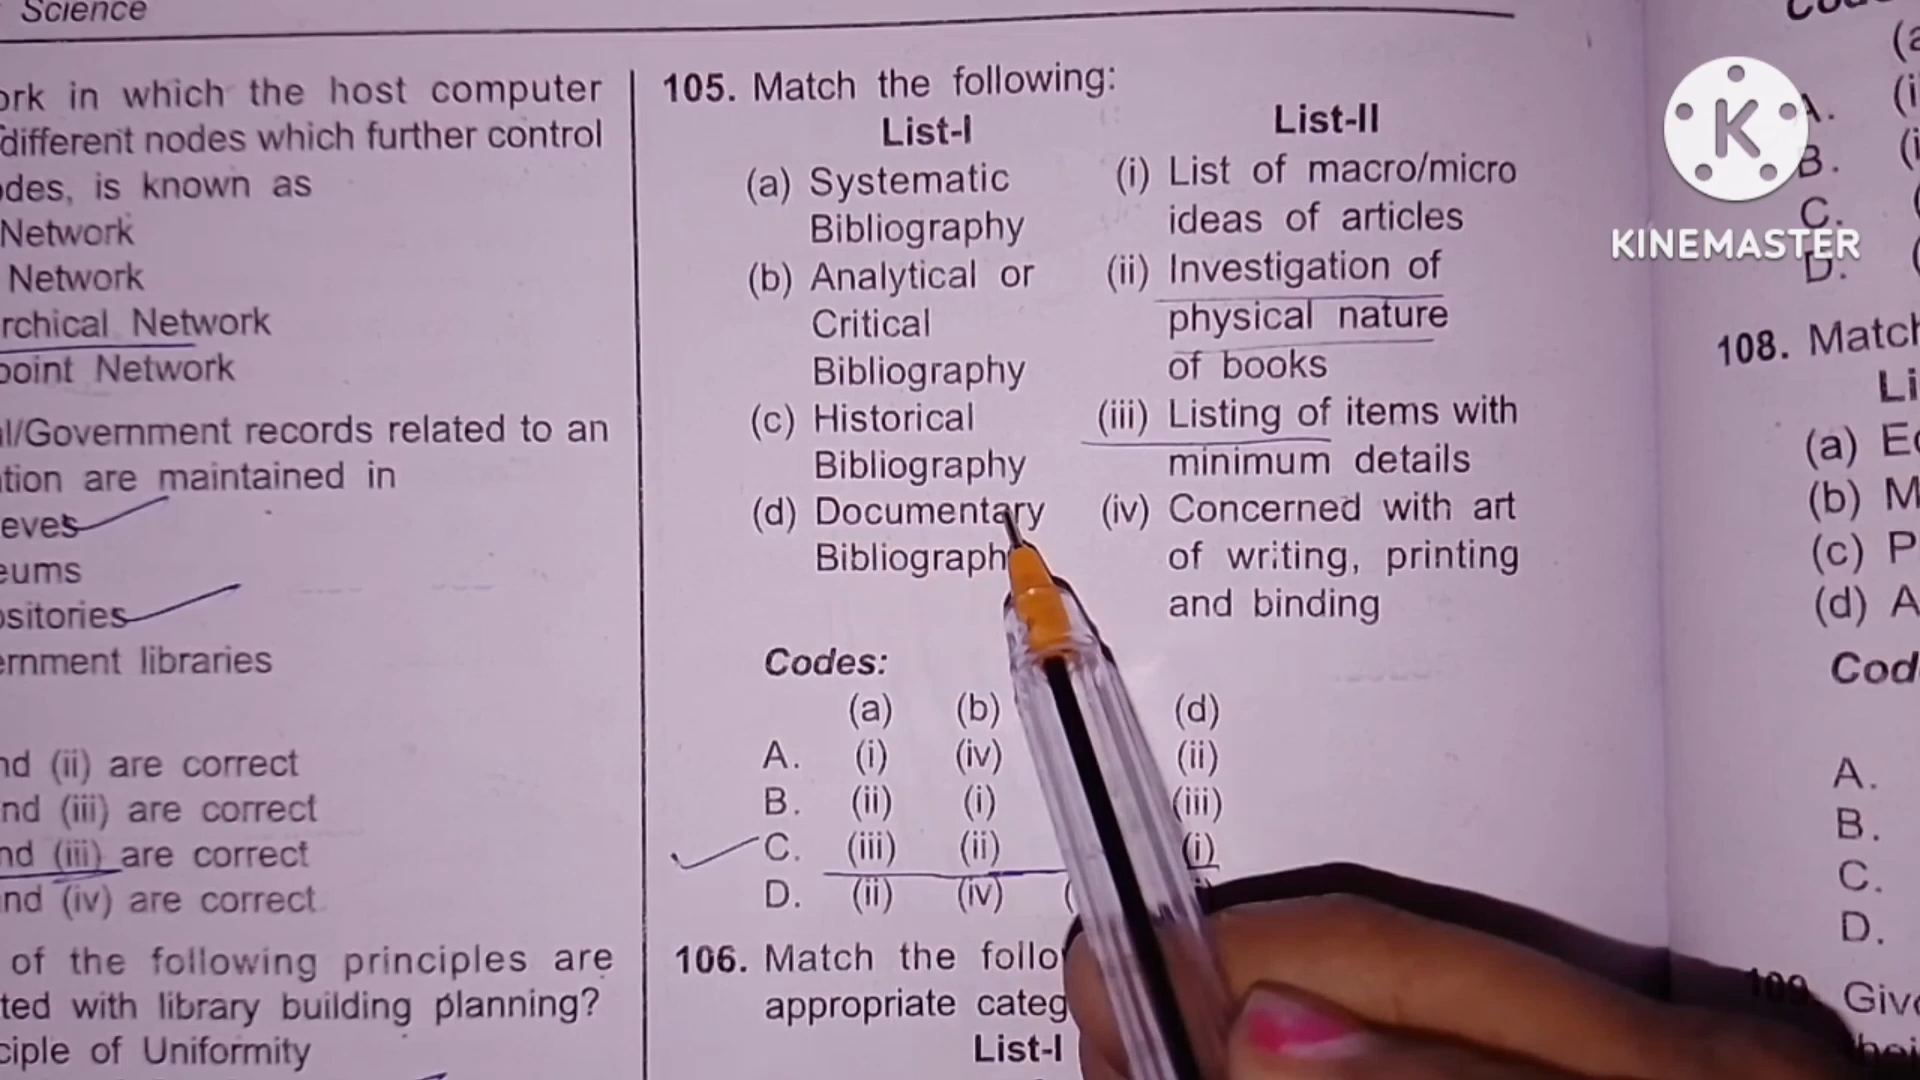 Science
ork in which the host computer
different nodes which further control
odes, is known as
Network
Network
rchical Network
point Network
l/Government records related to an
tion are maintained in
eves
eums
ositories
ernment libraries
nd (ii) are correct
nd (iii) are correct
nd (iii) are correct
nd (iv) are correct
of the following principles are
ted with library building planning?
ciple of Uniformity
105. Match the following:
List-I List-II
(a) Systematic (i) List of macro/micro
Bibliography ideas of articles
(b) Analytical or (ii) Investigation of
Critical physical nature
Bibliography of books
(c) Historical (iii) Listing of items with
Bibliography minimum details
(d) Documentary (iv) Concerned with art
Bibliograph of writing, printing
and binding
Codes:
(a) (b) (d)
A. (i) (iv) (ii)
B. (ii) (i) (iii)
C. (iii) (ii) (i)
D. (ii) (iv)
106. Match the follo
appropriate categ
List-I
KINEMASTER
A.
B.
C.
D.
108. Match
Li
(a) Ec
(b) M
(c) P
(d) A
Cod
A.
B.
C.
D.
109. Give